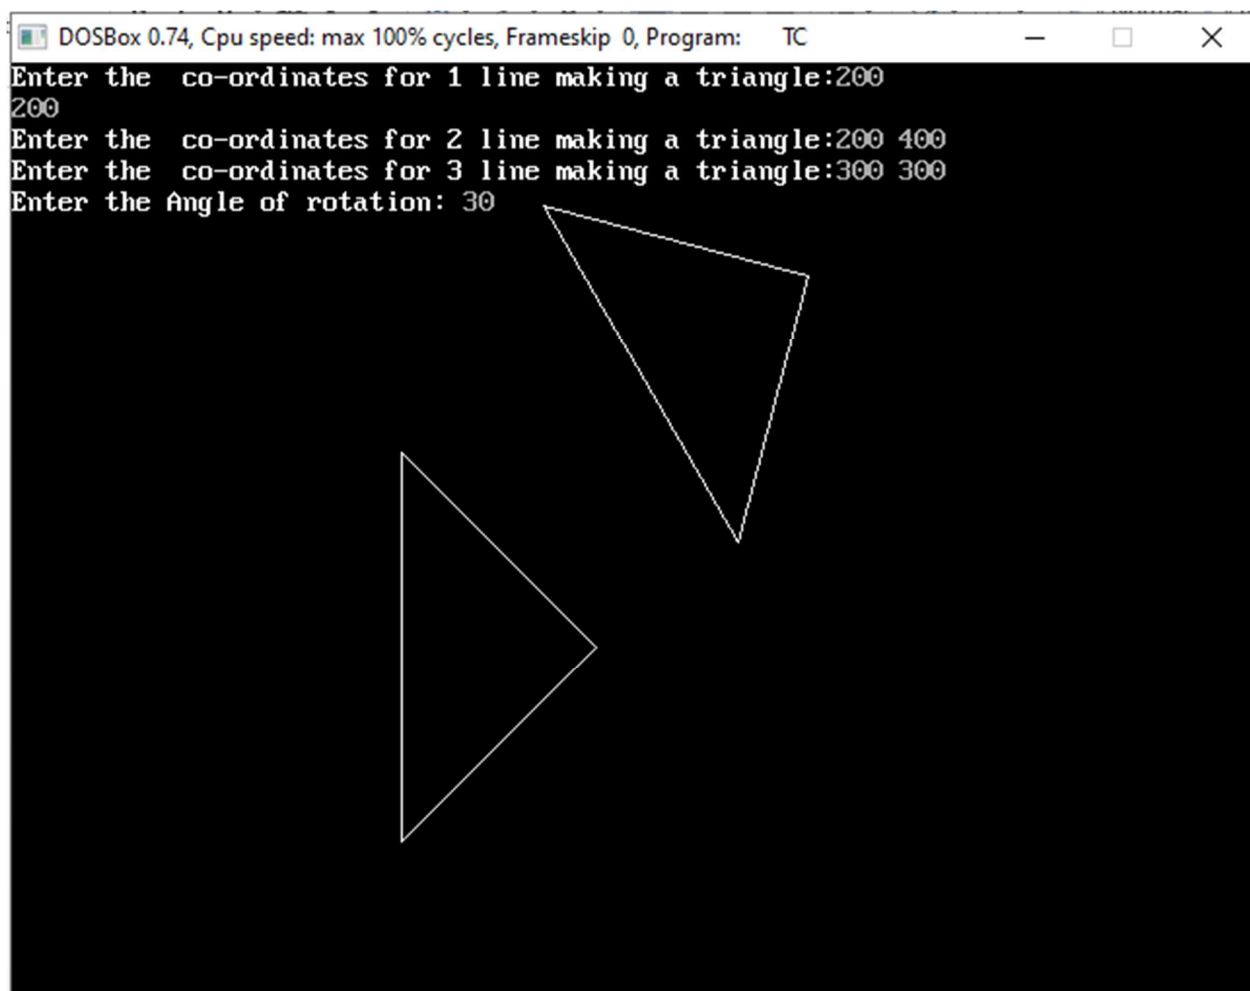 DOSBox 0.74, Cpu speed: max 100% cycles, Frameskip 0, Program: TC
Enter the  co-ordinates for 1 line making a triangle:200
200
Enter the  co-ordinates for 2 line making a triangle:200 400
Enter the  co-ordinates for 3 line making a triangle:300 300
Enter the Angle of rotation: 30